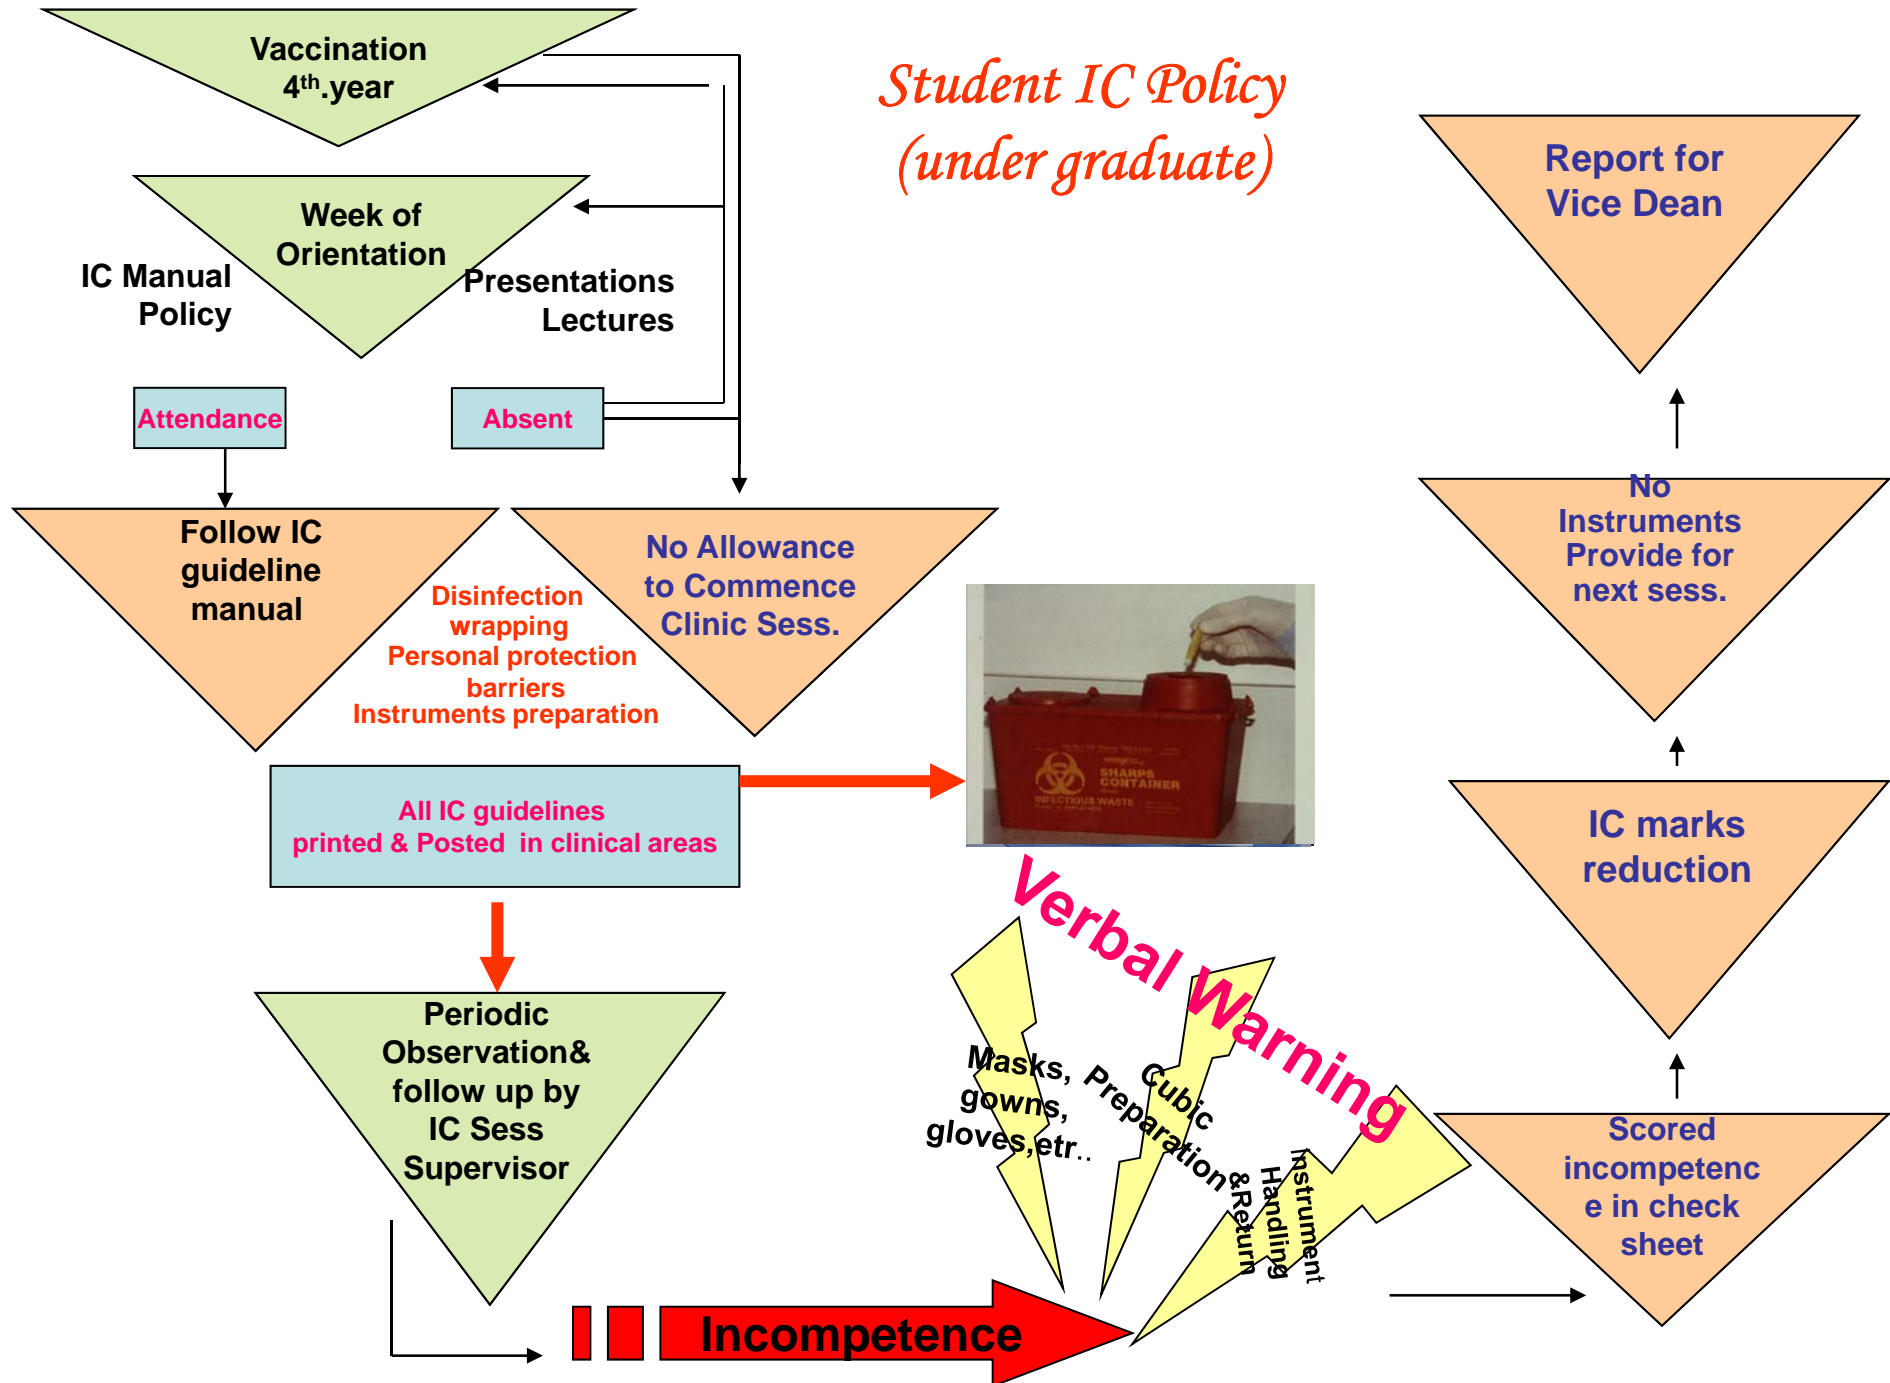 Vaccination
4th.year
Student IC Policy
(under graduate)
Week of
Orientation
IC Manual
Policy
Presentations
Lectures
Attendance
Absent
Follow IC
guideline
manual
No Allowance
to Commence
Clinic Sess.
Disinfection
wrapping
Personal protection
barriers
Instruments preparation
All IC guidelines
printed & Posted in clinical areas
SHARPS
CONTAINER
INFECTIOUS WASTE
Periodic
Observation&
follow up by
IC Sess
Supervisor
Incompetence
Verbal Warning
Masks,
gowns,
gloves,etr..
Cubic
Preparation
Instrument
Handling
&Return
Scored
incompetenc
e in check
sheet
IC marks
reduction
No
Instruments
Provide for
next sess.
Report for
Vice Dean